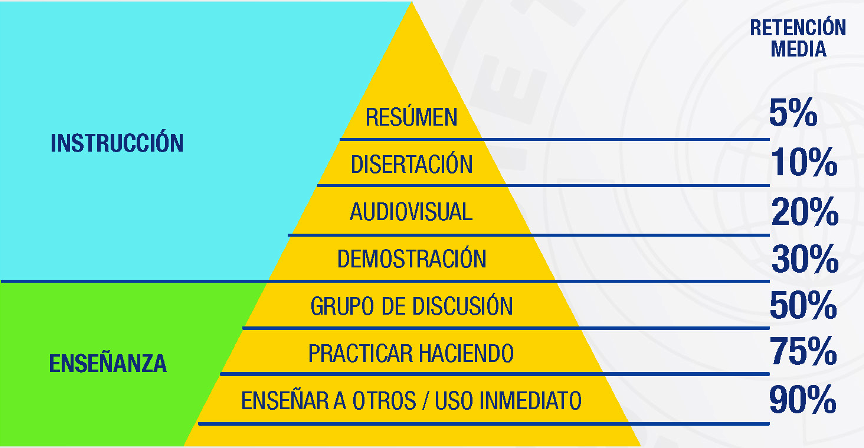 RETENCIÓN
MEDIA
INSTRUCCIÓN
RESÚMEN 5%
DISERTACIÓN 10%
AUDIOVISUAL 20%
DEMOSTRACIÓN 30%
ENSEÑANZA
GRUPO DE DISCUSIÓN 50%
PRACTICAR HACIENDO 75%
ENSEÑAR A OTROS / USO INMEDIATO 90%